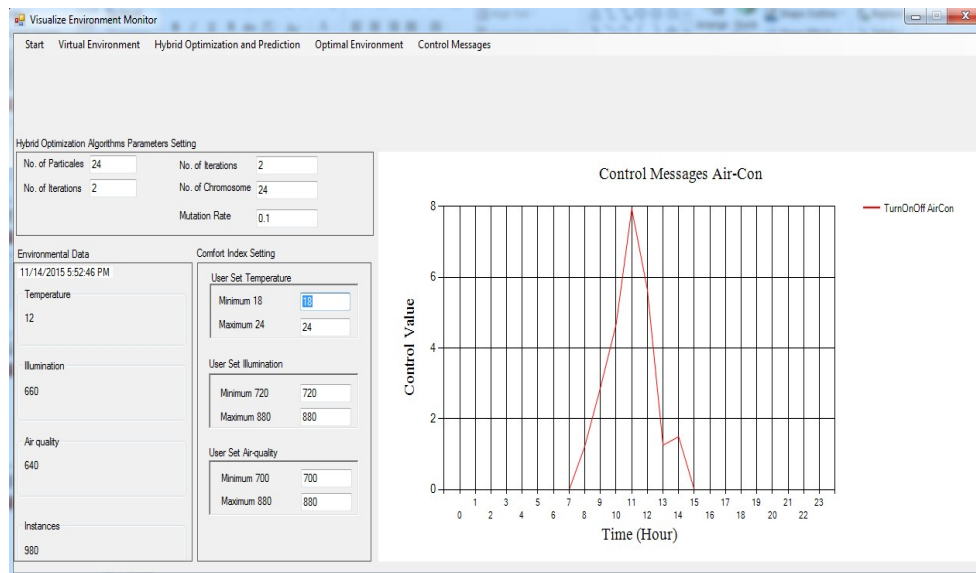 Visualize Environment Monitor
Start Virtual Environment Hybrid Optimization and Prediction Optimal Environment Control Messages
Hybrid Optimization Algorithms Parameters Setting
No. of Particales 24
No. of Iterations 2
No. of Iterations 2
No. of Chromosome 24
Mutation Rate 0.1
Environmental Data
11/14/2015 5:52:46 PM
Temperature
12
Illumination
660
Air quality
640
Instances
980
Comfort Index Setting
User Set Temperature
Minimum 18 18
Maximum 24 24
User Set Illumination
Minimum 720 720
Maximum 880 880
User Set Air-quality
Minimum 700 700
Maximum 880 880
Control Messages Air-Con
TurnOnOff AirCon
Control Value
8
6
4
2
0
1 3 5 7 9 11 13 15 17 19 21 23
0 2 4 6 8 10 12 14 16 18 20 22
Time (Hour)